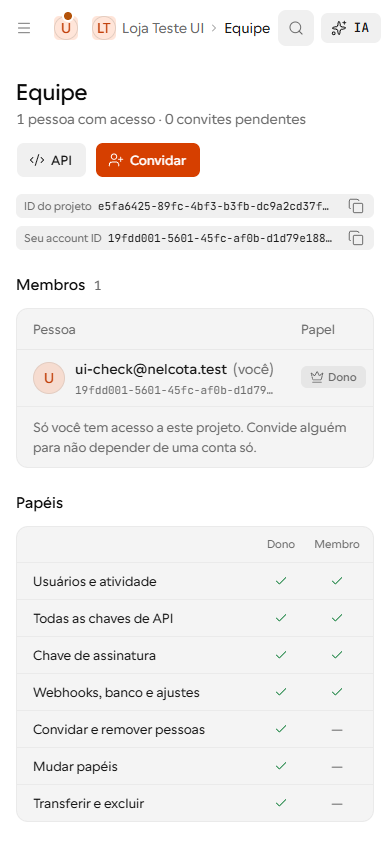 U
LT Loja Teste UI > Equipe
IA
Equipe
1 pessoa com acesso · 0 convites pendentes
</> API
Convidar
ID do projeto e5fa6425-89fc-4bf3-b3fb-dc9a2cd37f…
Seu account ID 19fdd001-5601-45fc-af0b-d1d79e188…
Membros 1
Pessoa Papel
U
ui-check@nelcota.test (você)
19fdd001-5601-45fc-af0b-d1d79…
Dono
Só você tem acesso a este projeto. Convide alguém
para não depender de uma conta só.
Papéis
Dono Membro
Usuários e atividade ✓ ✓
Todas as chaves de API ✓ ✓
Chave de assinatura ✓ ✓
Webhooks, banco e ajustes ✓ ✓
Convidar e remover pessoas ✓ —
Mudar papéis ✓ —
Transferir e excluir ✓ —